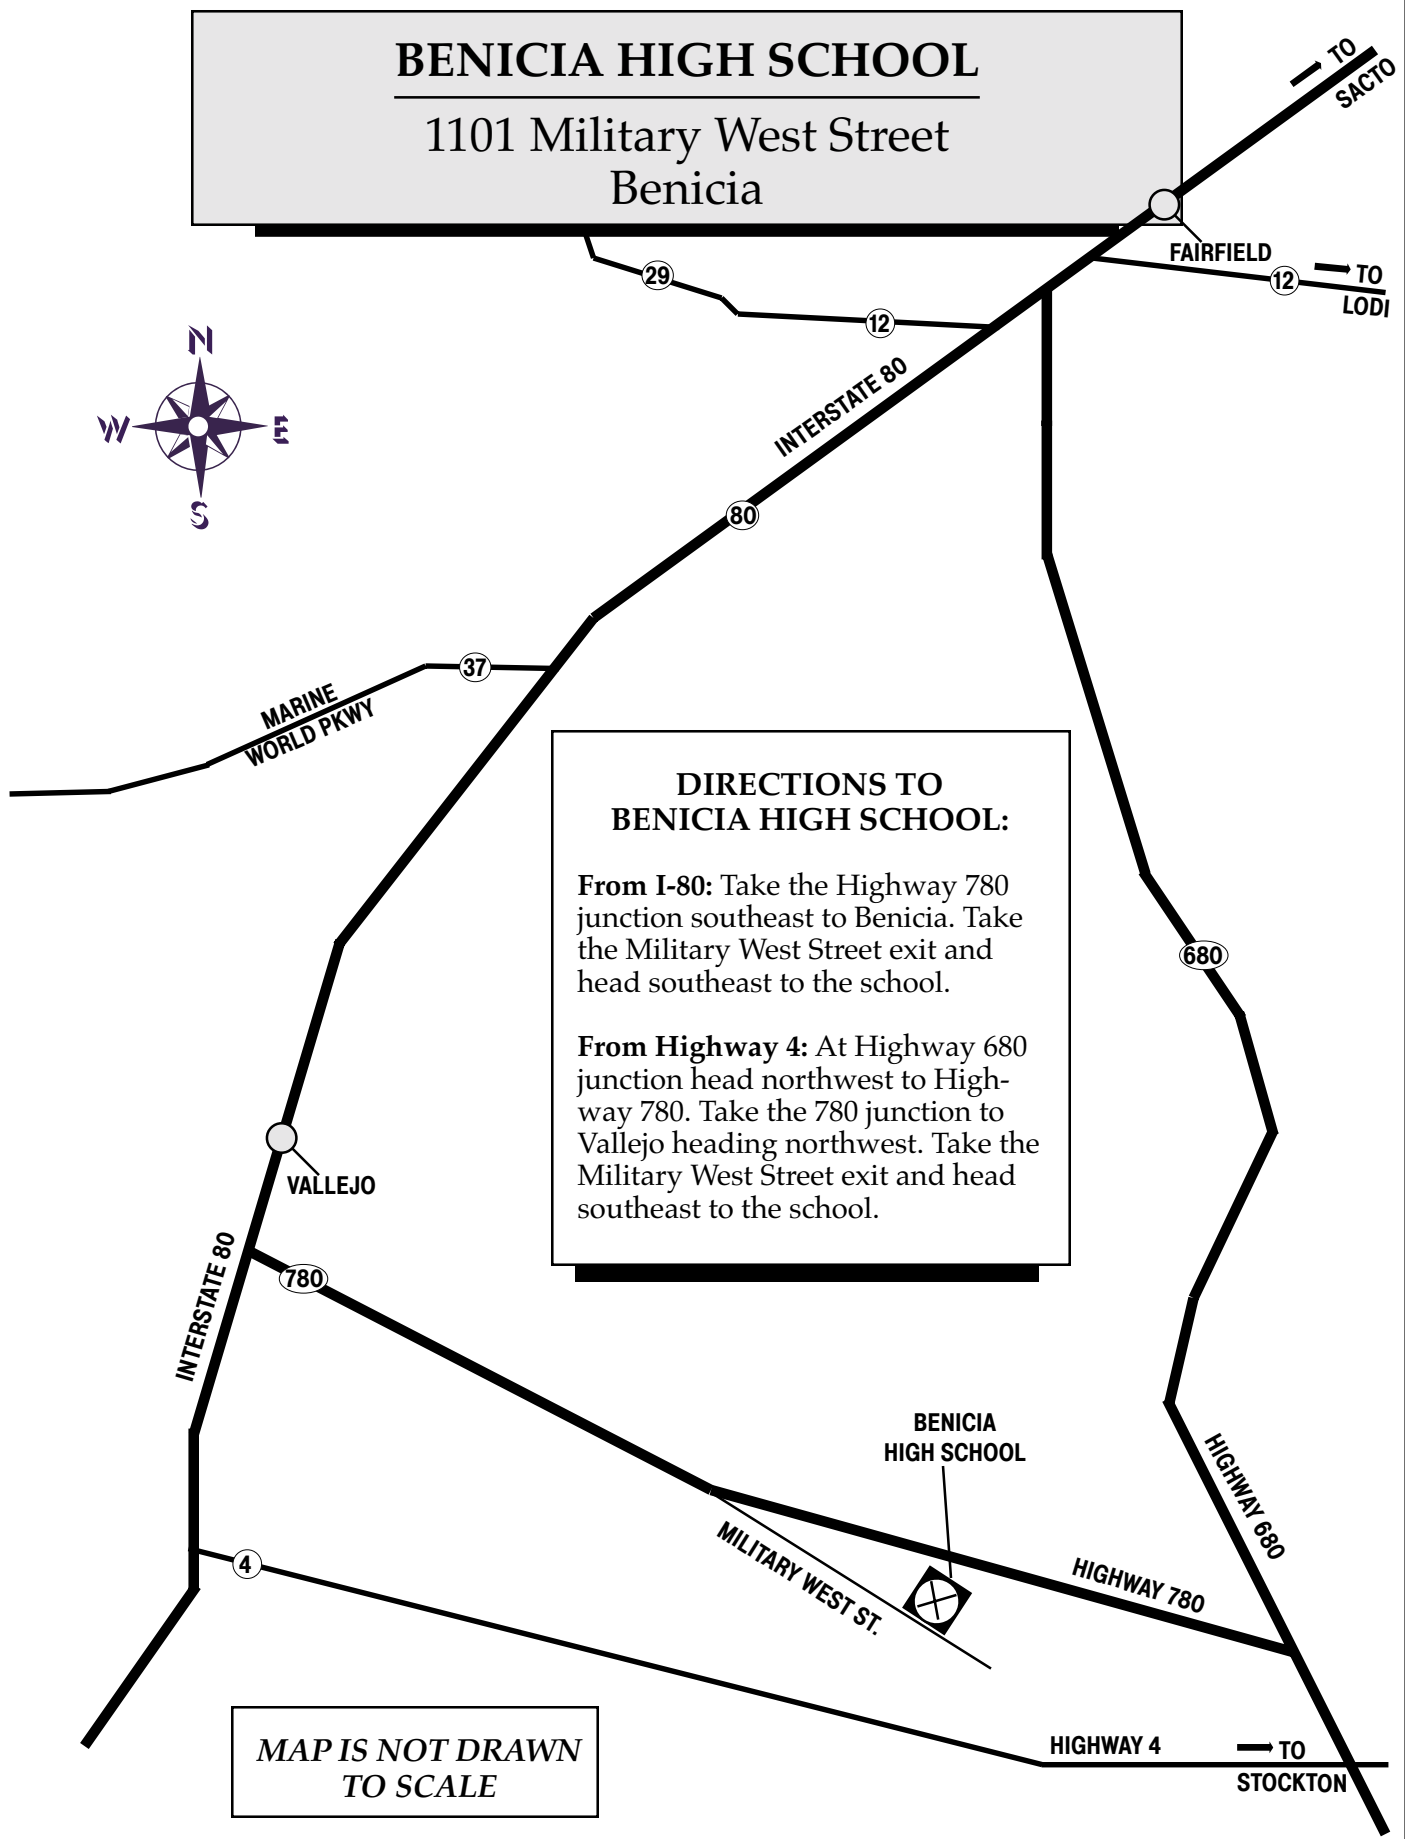 BENICIA HIGH SCHOOL
1101 Military West Street
Benicia
TO
SACTO
FAIRFIELD
29
12
12
TO
LODI
N
W
E
S
INTERSTATE 80
80
37
MARINE
WORLD PKWY
DIRECTIONS TO
BENICIA HIGH SCHOOL:
From I-80: Take the Highway 780
junction southeast to Benicia. Take
the Military West Street exit and
head southeast to the school.
From Highway 4: At Highway 680
junction head northwest to High-
way 780. Take the 780 junction to
Vallejo heading northwest. Take the
Military West Street exit and head
southeast to the school.
680
VALLEJO
INTERSTATE 80
780
BENICIA
HIGH SCHOOL
HIGHWAY 680
MILITARY WEST ST.
HIGHWAY 780
4
HIGHWAY 4
TO
STOCKTON
MAP IS NOT DRAWN
TO SCALE